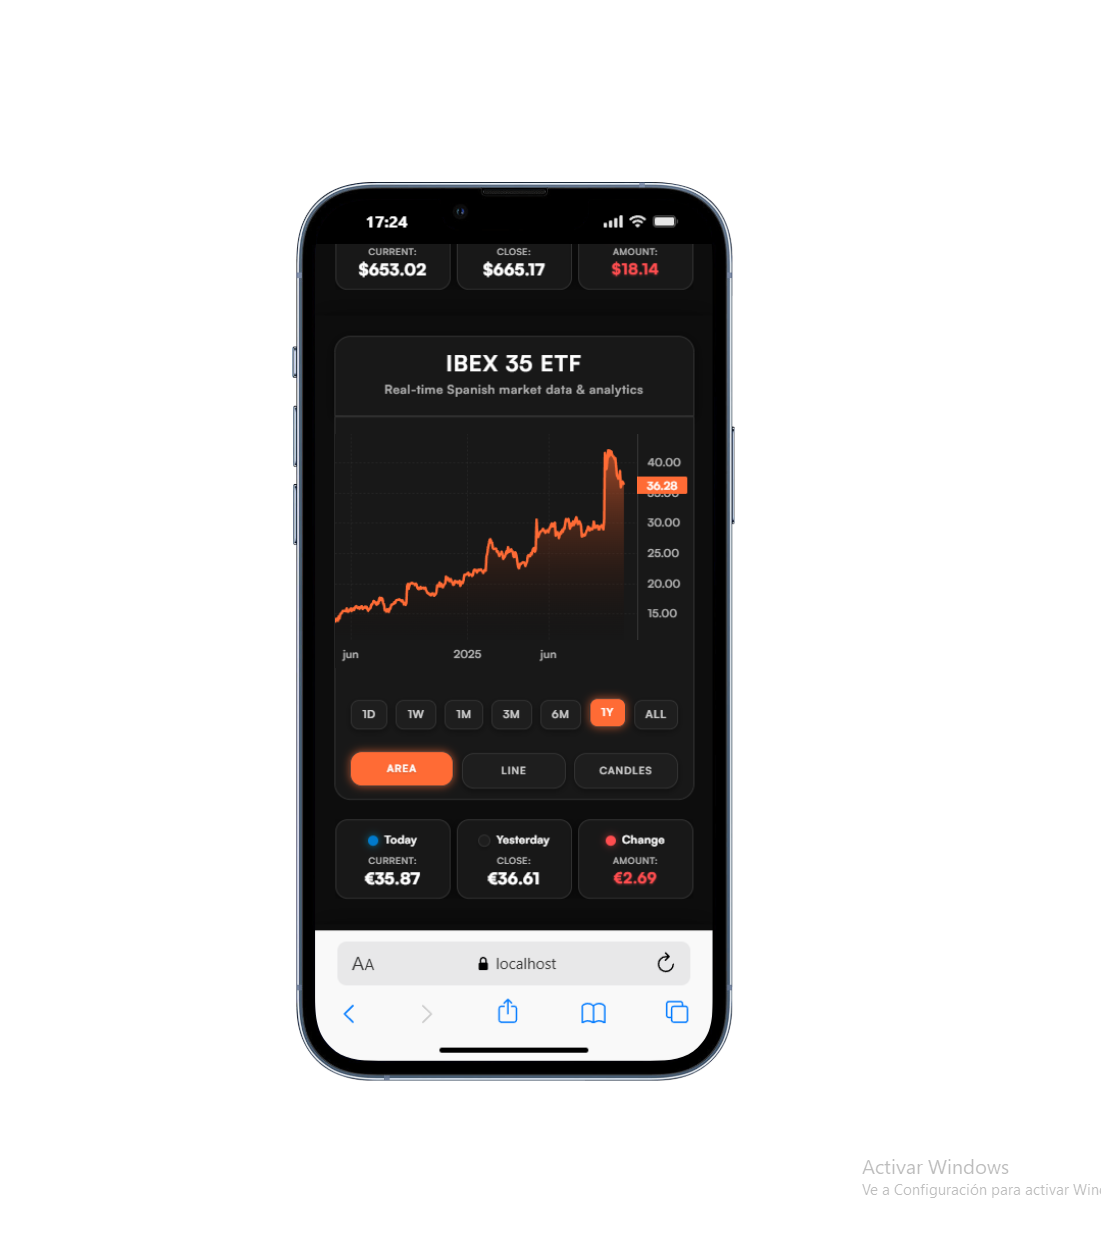 17:24
CURRENT: CLOSE: AMOUNT:
$653.02 $665.17 $18.14
IBEX 35 ETF
Real-time Spanish market data & analytics
40.00
36.28
35.00
30.00
25.00
20.00
15.00
jun 2025 jun
1D 1W 1M 3M 6M 1Y ALL
AREA LINE CANDLES
Today Yesterday Change
CURRENT: CLOSE: AMOUNT:
€35.87 €36.61 €2.69
AA localhost
Activar Windows
Ve a Configuración para activar Win